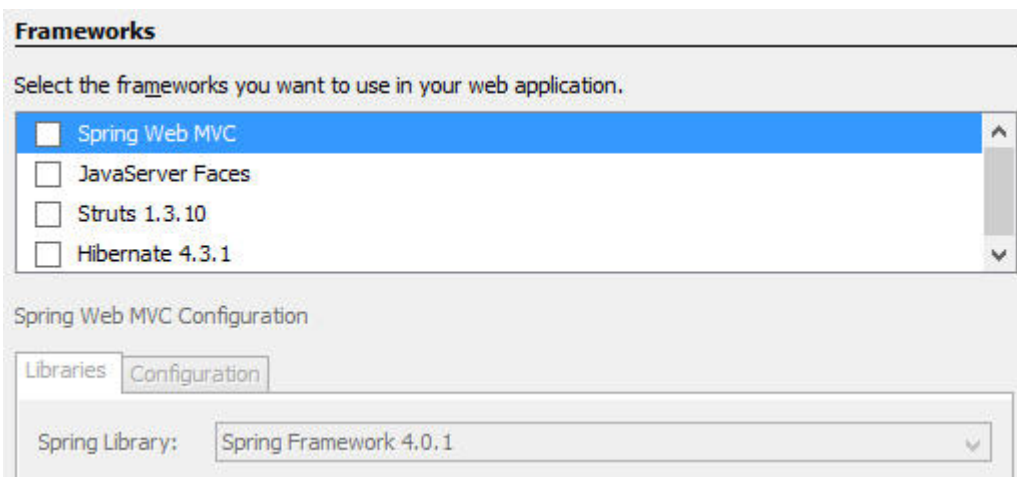 Frameworks
Select the frameworks you want to use in your web application.
Spring Web MVC
JavaServer Faces
Struts 1.3.10
Hibernate 4.3.1
Spring Web MVC Configuration
Libraries Configuration
Spring Library: Spring Framework 4.0.1